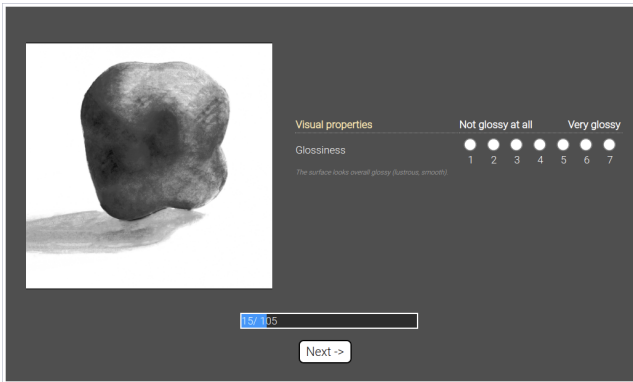 Visual properties Not glossy at all Very glossy
Glossiness 1 2 3 4 5 6 7
The surface looks overall glossy (lustrous, smooth)
15/ 105
Next ->